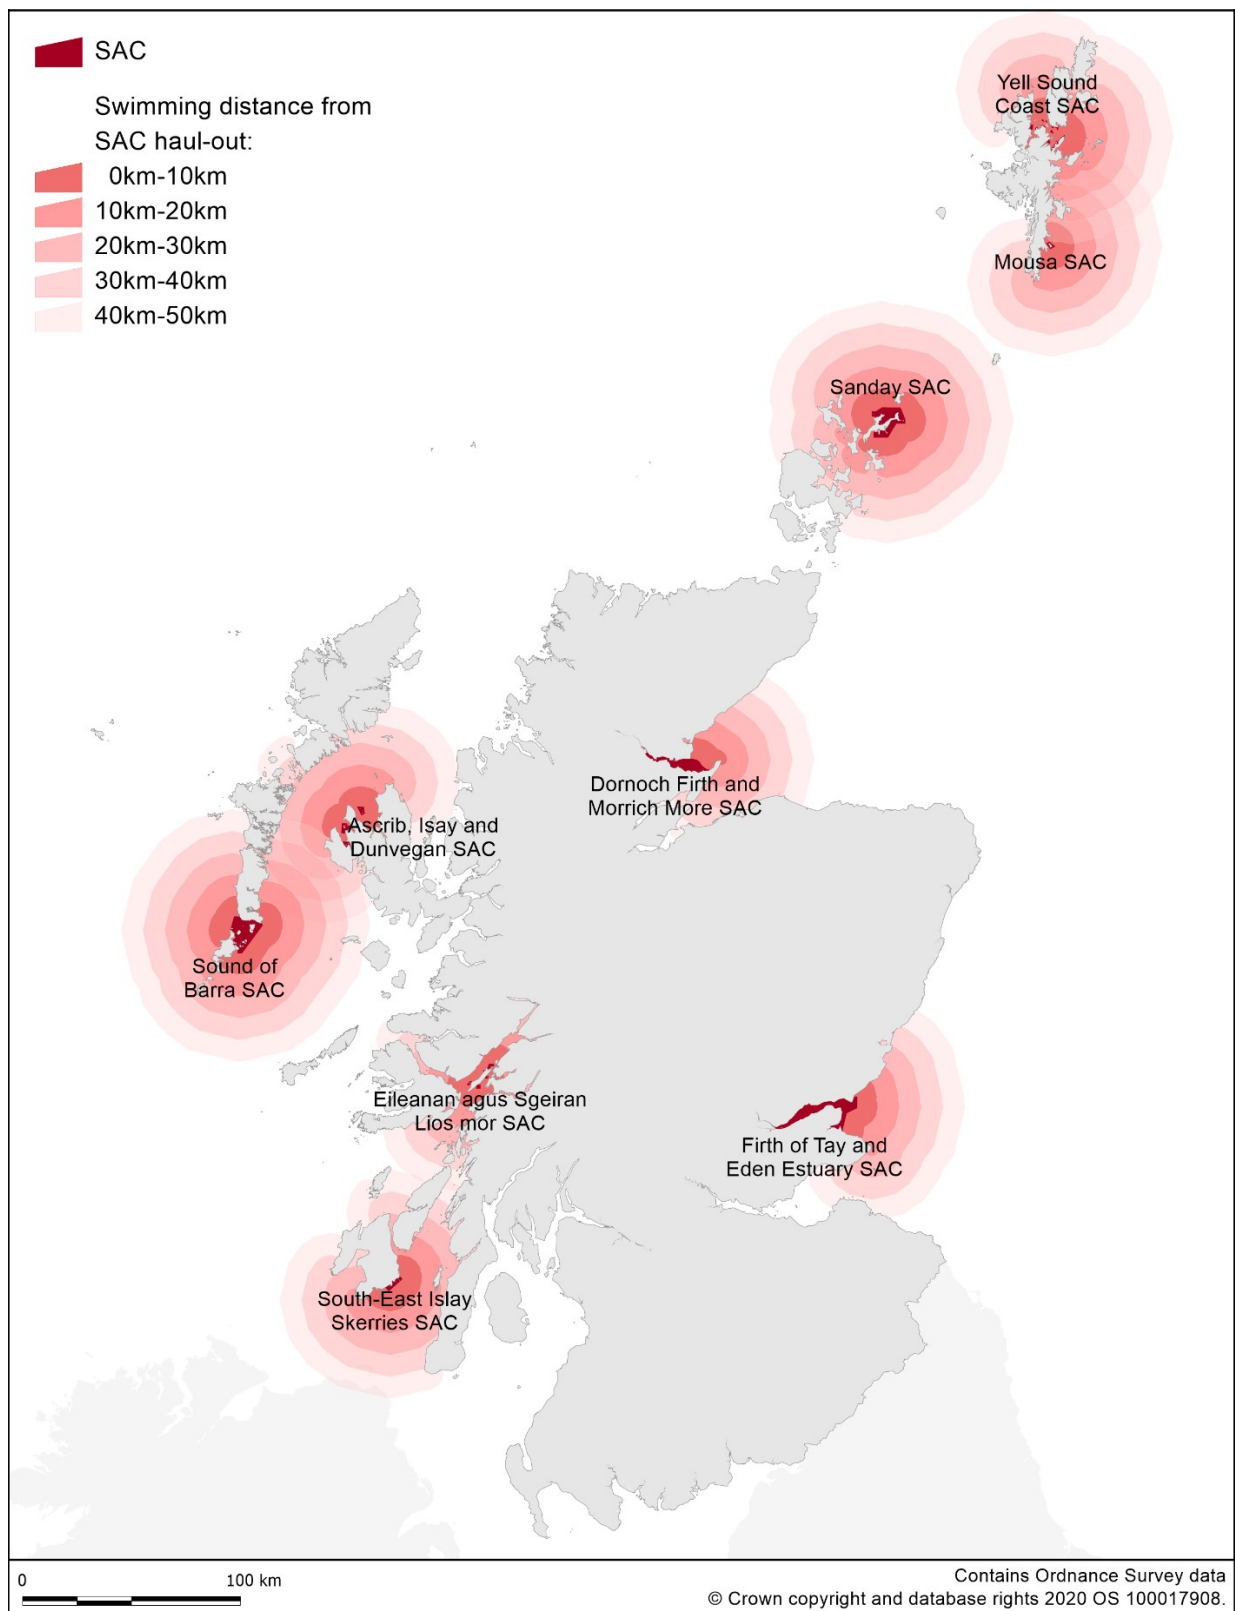 SAC
Swimming distance from
SAC haul-out:
0km-10km
10km-20km
20km-30km
30km-40km
40km-50km
Yell Sound
Coast SAC
Mousa SAC
Sanday SAC
Dornoch Firth and
Morrich More SAC
Ascrib, Isay and
Dunvegan SAC
Sound of
Barra SAC
Eileanan agus Sgeiran
Lios mor SAC
Firth of Tay and
Eden Estuary SAC
South-East Islay
Skerries SAC
0 100 km
Contains Ordnance Survey data
© Crown copyright and database rights 2020 OS 100017908.